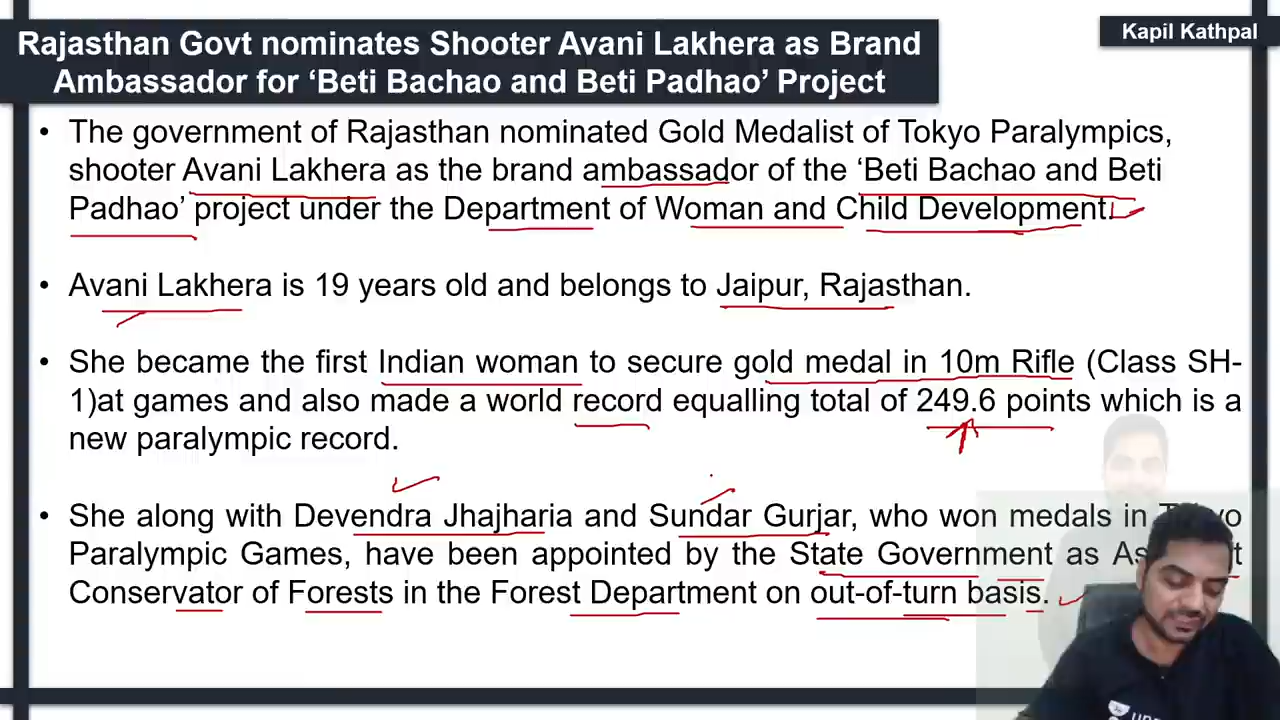 Rajasthan Govt nominates Shooter Avani Lakhera as Brand
Ambassador for ‘Beti Bachao and Beti Padhao’ Project
Kapil Kathpal
• The government of Rajasthan nominated Gold Medalist of Tokyo Paralympics,
shooter Avani Lakhera as the brand ambassador of the ‘Beti Bachao and Beti
Padhao’ project under the Department of Woman and Child Development.
• Avani Lakhera is 19 years old and belongs to Jaipur, Rajasthan.
• She became the first Indian woman to secure gold medal in 10m Rifle (Class SH-
1)at games and also made a world record equalling total of 249.6 points which is a
new paralympic record.
• She along with Devendra Jhajharia and Sundar Gurjar, who won medals in
Paralympic Games, have been appointed by the State Government as
Conservator of Forests in the Forest Department on out-of-turn basis.